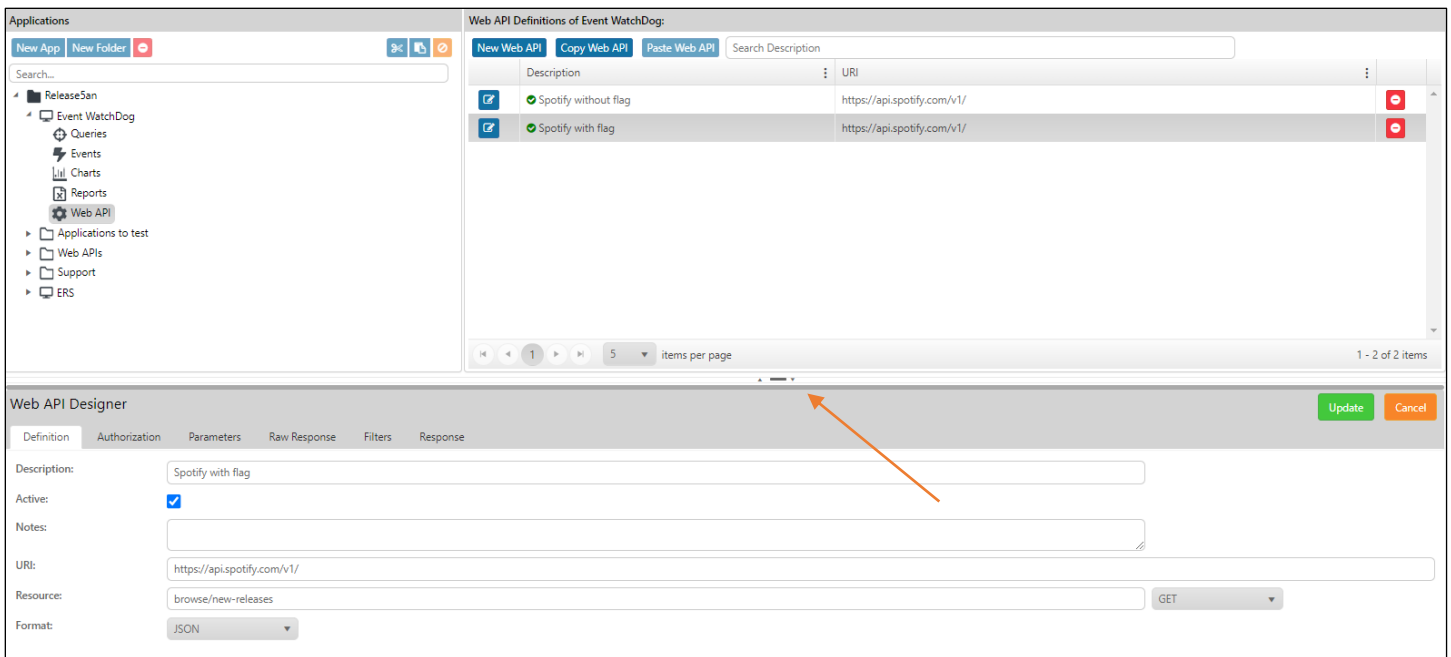 Applications
New App New Folder
Search...
Release5an
Event WatchDog
Queries
Events
Charts
Reports
Web API
Applications to test
Web APIs
Support
ERS
Web API Definitions of Event WatchDog:
New Web API Copy Web API Paste Web API Search Description
Description URI
Spotify without flag https://api.spotify.com/v1/
Spotify with flag https://api.spotify.com/v1/
1 5 items per page 1 - 2 of 2 items
Web API Designer Update Cancel
Definition Authorization Parameters Raw Response Filters Response
Description: Spotify with flag
Active:
Notes:
URI: https://api.spotify.com/v1/
Resource: browse/new-releases GET
Format: JSON